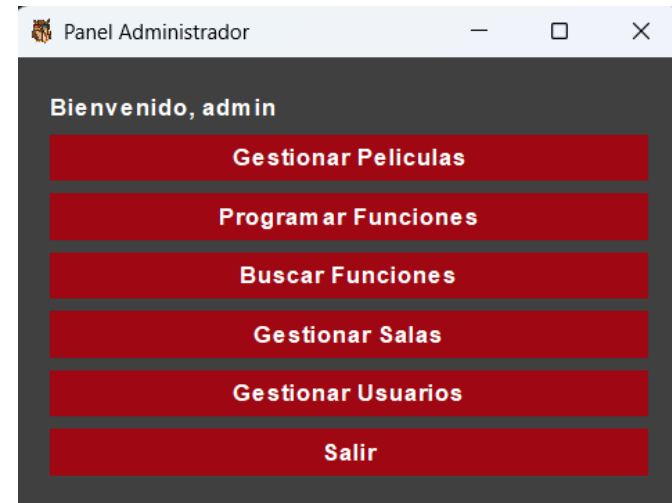 Panel Administrador
Bienvenido, admin
Gestionar Peliculas
Programar Funciones
Buscar Funciones
Gestionar Salas
Gestionar Usuarios
Salir